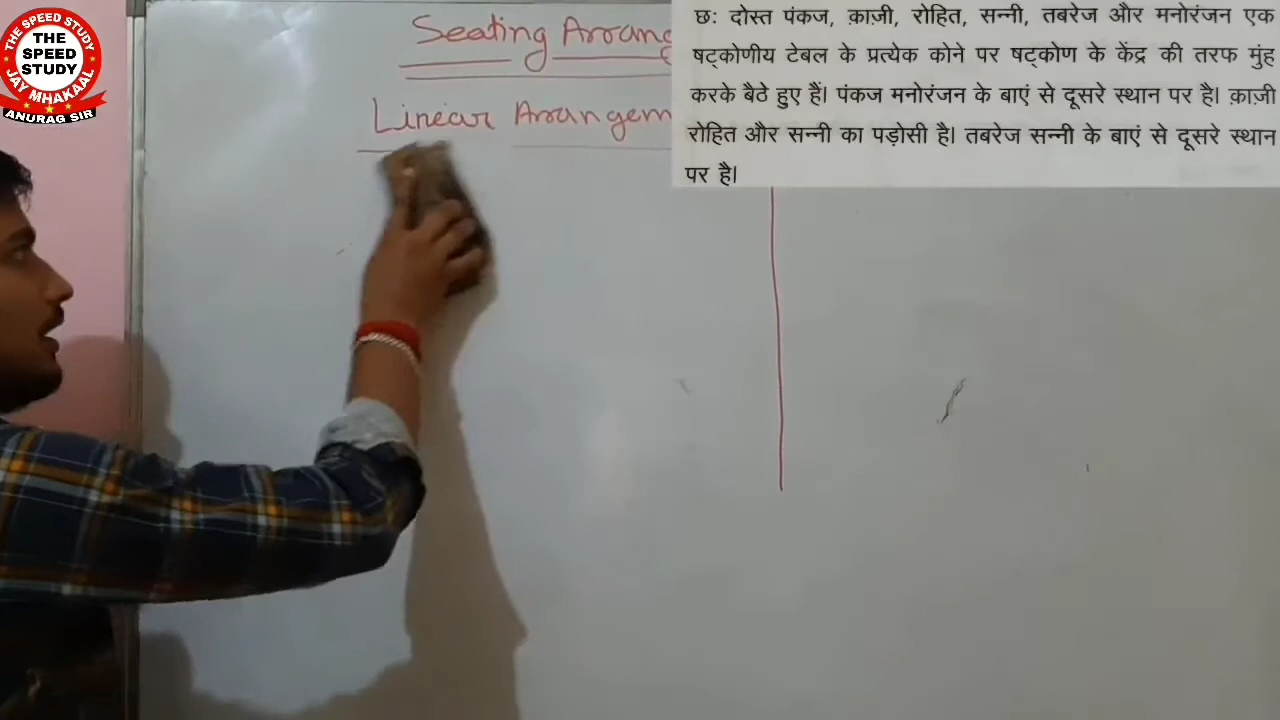 THE SPEED STUDY
THE
SPEED
STUDY
JAY MHAKAAL
ANURAG SIR
Seating Arrang
Linear Arrangem
छः दोस्त पंकज, क़ाज़ी, रोहित, सन्नी, तबरेज और मनोरंजन एक
षट्कोणीय टेबल के प्रत्येक कोने पर षट्कोण के केंद्र की तरफ मुंह
करके बैठे हुए हैं। पंकज मनोरंजन के बाएं से दूसरे स्थान पर है। क़ाज़ी
रोहित और सन्नी का पड़ोसी है। तबरेज सन्नी के बाएं से दूसरे स्थान
पर है।